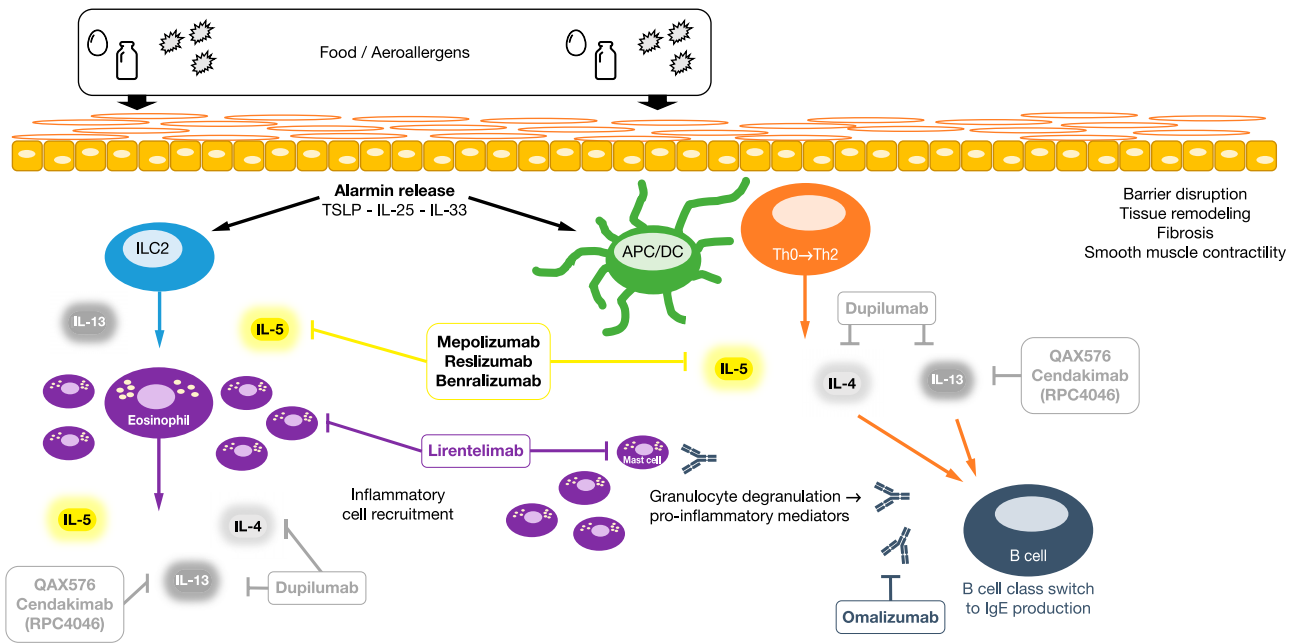 Food / Aeroallergens
Alarmin release
TSLP - IL-25 - IL-33
Barrier disruption
Tissue remodeling
Fibrosis
Smooth muscle contractility
ILC2
APC/DC
Th0→Th2
IL-13
IL-5
Mepolizumab
Reslizumab
Benralizumab
IL-5
Dupilumab
IL-4
IL-13
QAX576
Cendakimab
(RPC4046)
Eosinophil
Lirentelimab
Mast cell
IL-5
IL-4
Inflammatory
cell recruitment
Granulocyte degranulation →
pro-inflammatory mediators
B cell
B cell class switch
to IgE production
QAX576
Cendakimab
(RPC4046)
IL-13
Dupilumab
Omalizumab